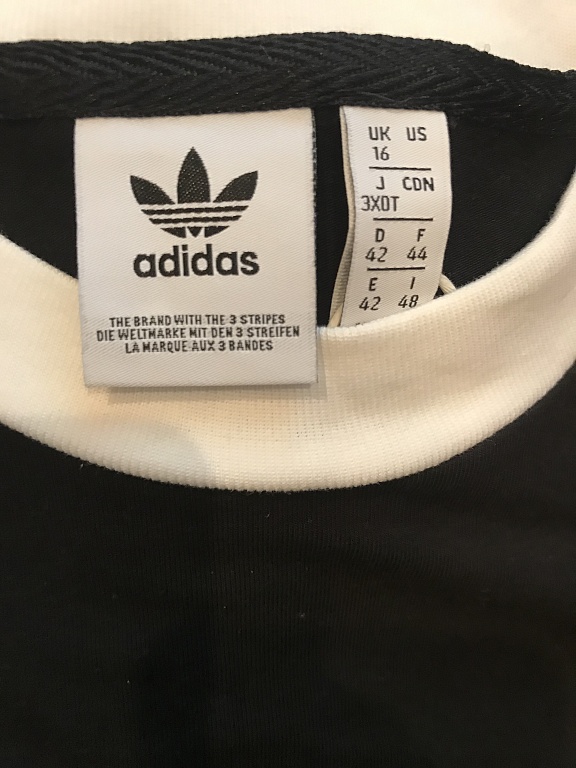 adidas
THE BRAND WITH THE 3 STRIPES
DIE WELTMARKE MIT DEN 3 STREIFEN
LA MARQUE AUX 3 BANDES
UK US
16
J CDN
3XOT
D F
42 44
E I
42 48